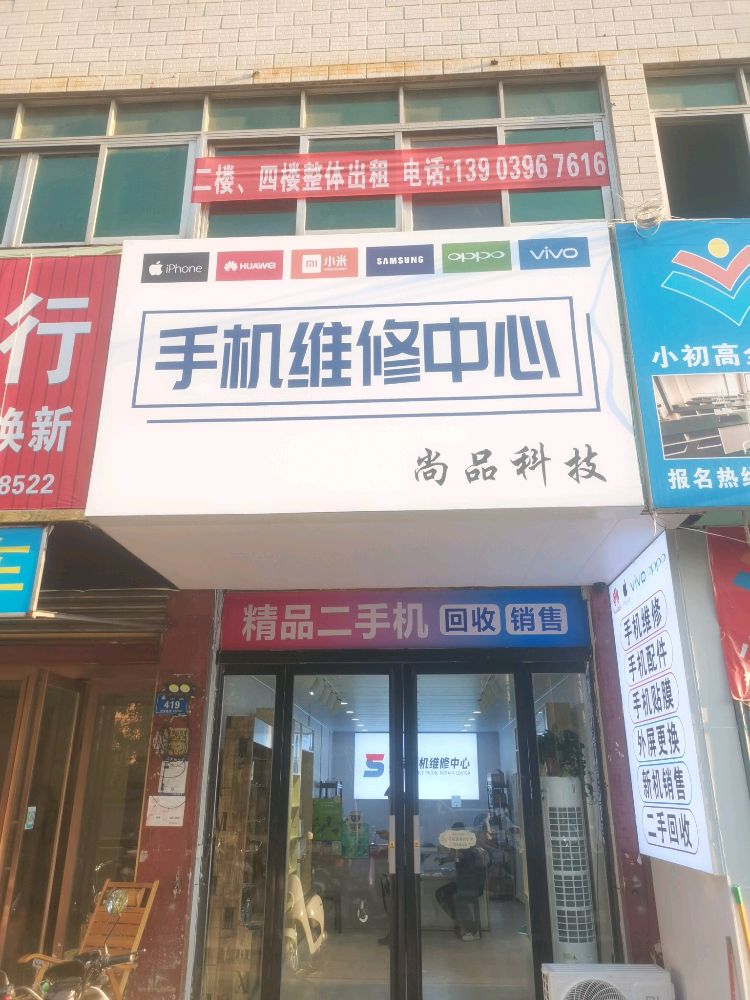 二楼、四楼整体出租 电话:139 0396 7616
iPhone HUAWEI 小米 SAMSUNG oppo vivo
手机维修中心
尚品科技
行
换新
8522
小初高全
报名热线
精品二手机 回收 销售
419
机维修中心
vivo oppo
手机维修
手机配件
手机贴膜
外屏更换
新机销售
二手回收